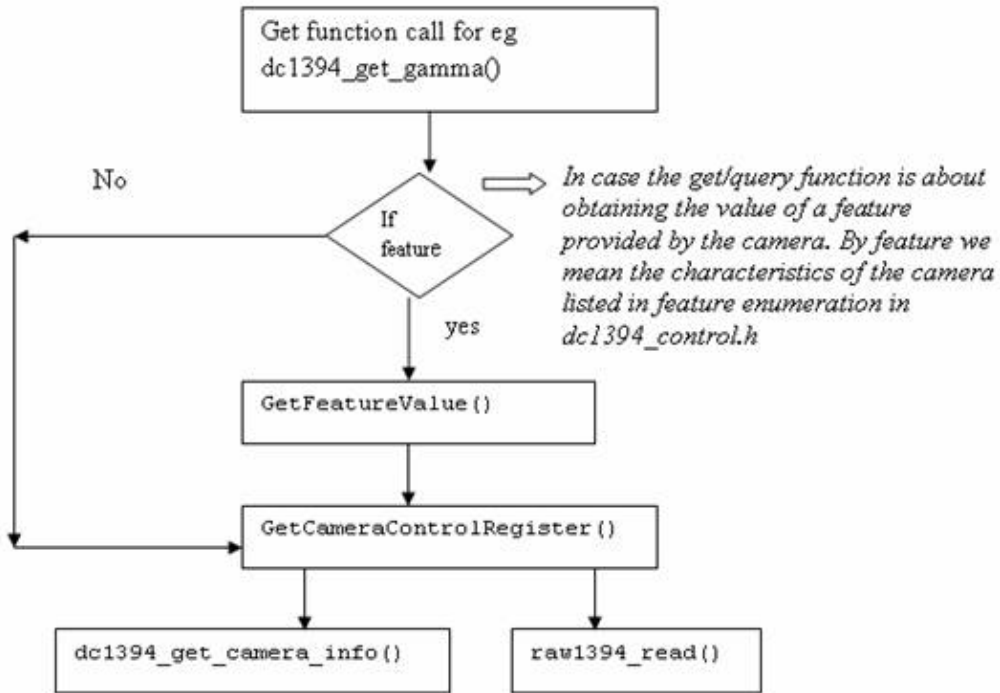 Get function call for eg
dc1394_get_gamma()
No
If
feature
In case the get/query function is about
obtaining the value of a feature
provided by the camera. By feature we
mean the characteristics of the camera
listed in feature enumeration in
dc1394_control.h
yes
GetFeatureValue()
GetCameraControlRegister()
dc1394_get_camera_info()
raw1394_read()